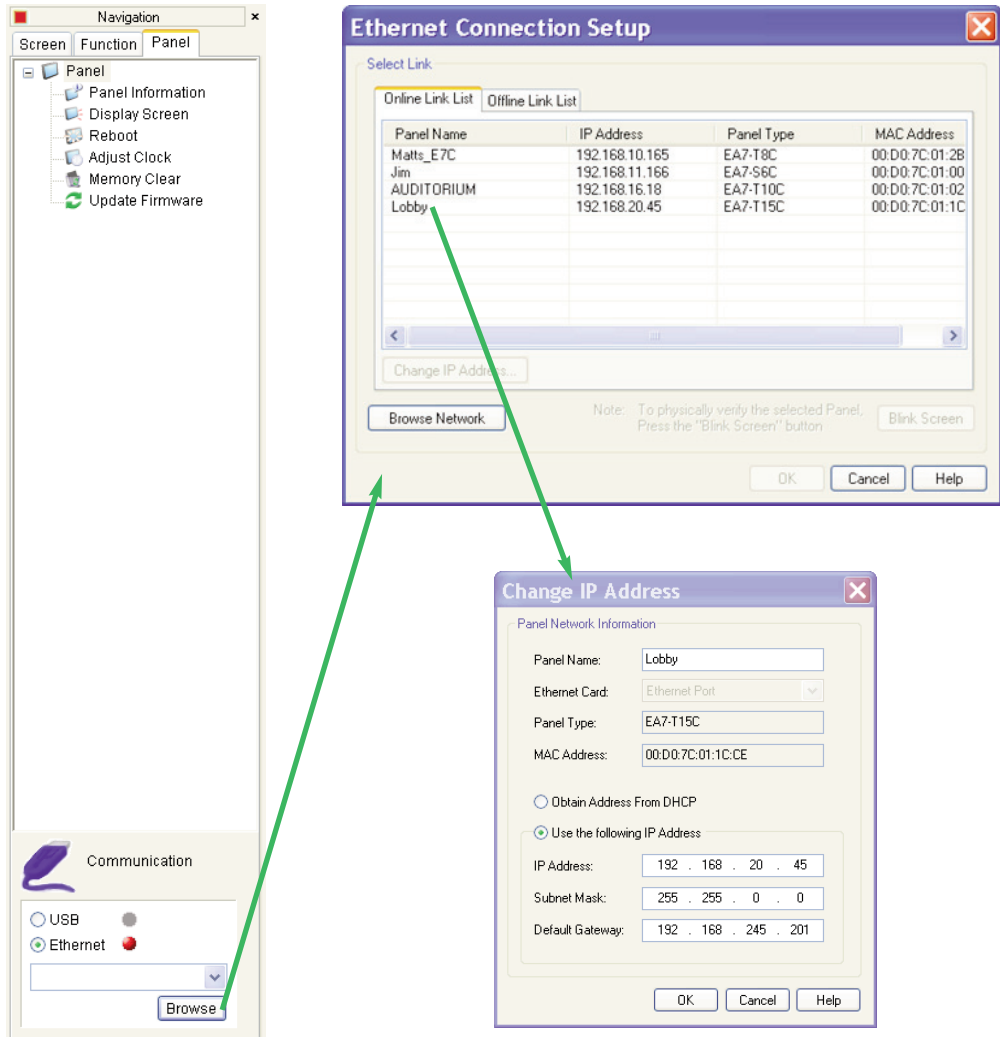 Navigation
Screen Function Panel
Panel
Panel Information
Display Screen
Reboot
Adjust Clock
Memory Clear
Update Firmware
Communication
USB
Ethernet
Browse
Ethernet Connection Setup
Select Link
Online Link List Offline Link List
Panel Name IP Address Panel Type MAC Address
Matts_E7C 192.168.10.165 EA7-T8C 00:D0:7C:01:2B
Jim 192.168.11.166 EA7-S6C 00:D0:7C:01:00
AUDITORIUM 192.168.16.18 EA7-T10C 00:D0:7C:01:02
Lobby 192.168.20.45 EA7-T15C 00:D0:7C:01:1C
Change IP Address...
Browse Network
Note: To physically verify the selected Panel,
Press the "Blink Screen" button
Blink Screen
OK Cancel Help
Change IP Address
Panel Network Information
Panel Name: Lobby
Ethernet Card: Ethernet Port
Panel Type: EA7-T15C
MAC Address: 00:D0:7C:01:1C:CE
Obtain Address From DHCP
Use the following IP Address
IP Address: 192 . 168 . 20 . 45
Subnet Mask: 255 . 255 . 0 . 0
Default Gateway: 192 . 168 . 245 . 201
OK Cancel Help